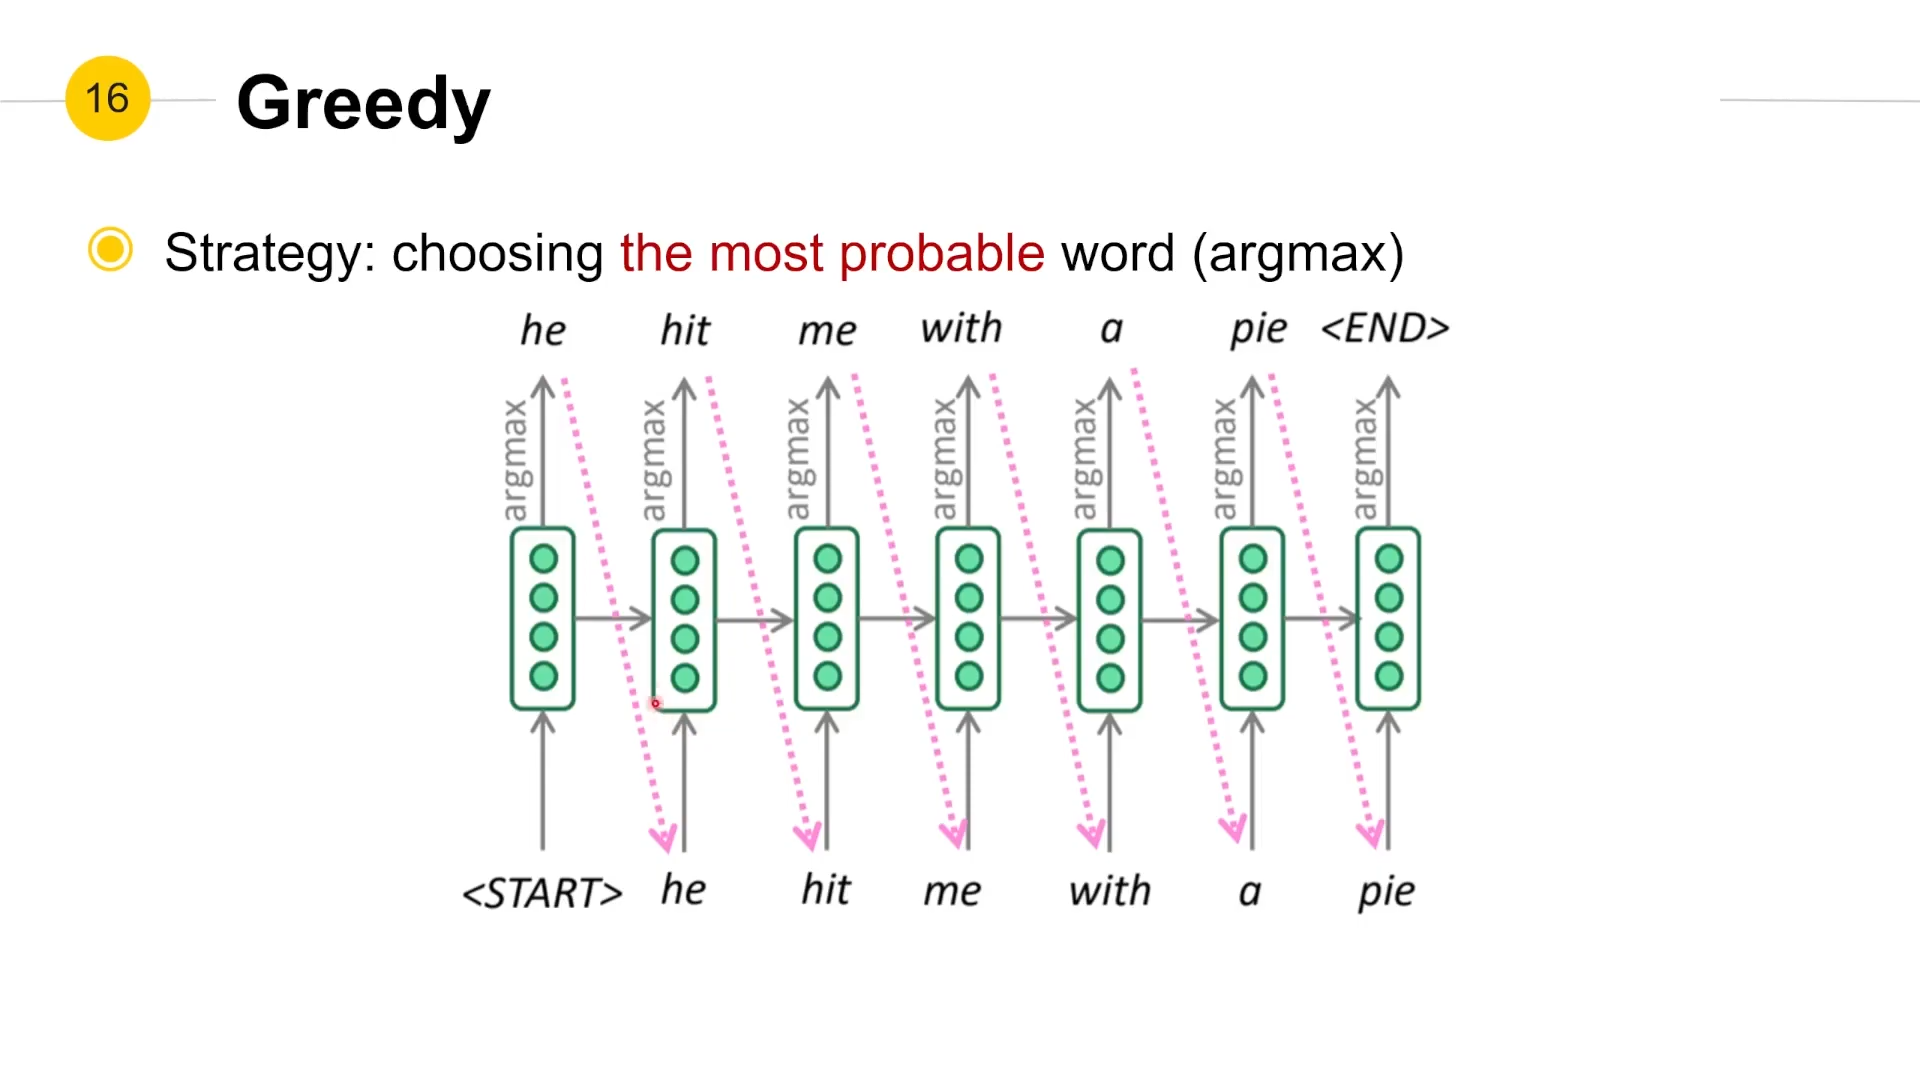 16
Greedy
Strategy: choosing the most probable word (argmax)
he hit me with a pie <END>
argmax argmax argmax argmax argmax argmax argmax
<START> he hit me with a pie